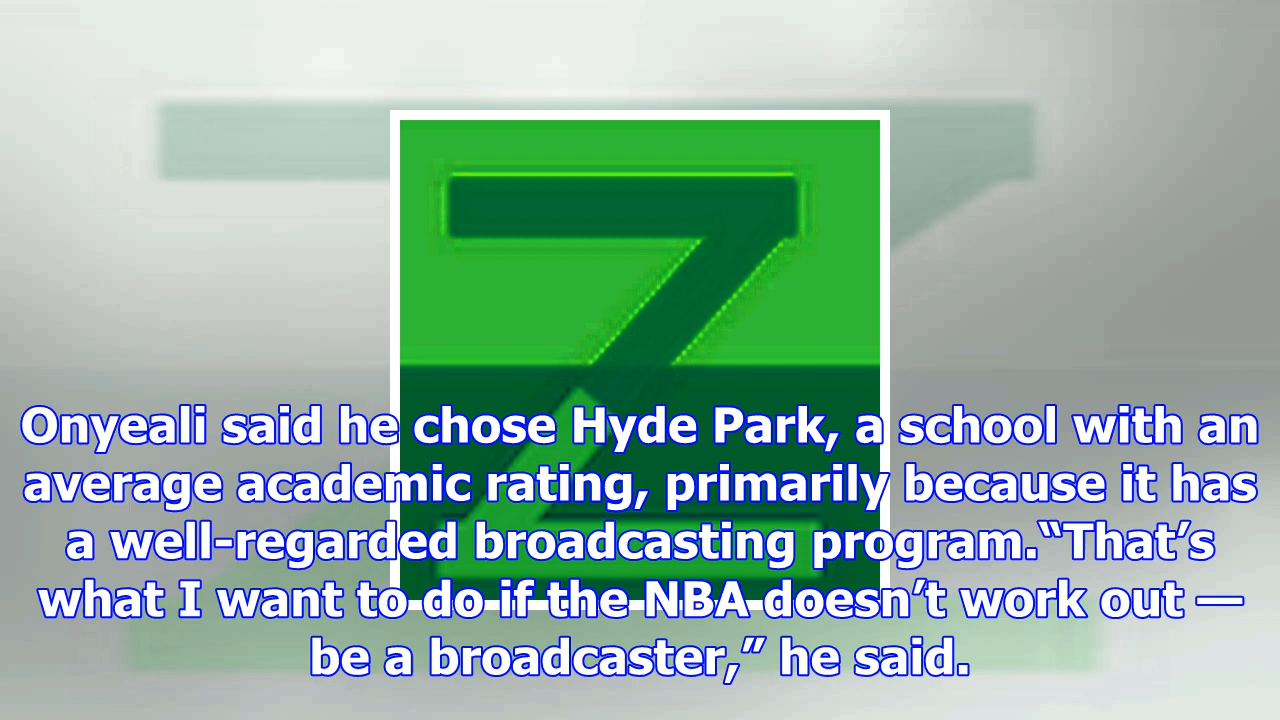 Z
Onyeali said he chose Hyde Park, a school with an
average academic rating, primarily because it has
a well-regarded broadcasting program.“That’s
what I want to do if the NBA doesn’t work out —
be a broadcaster,” he said.